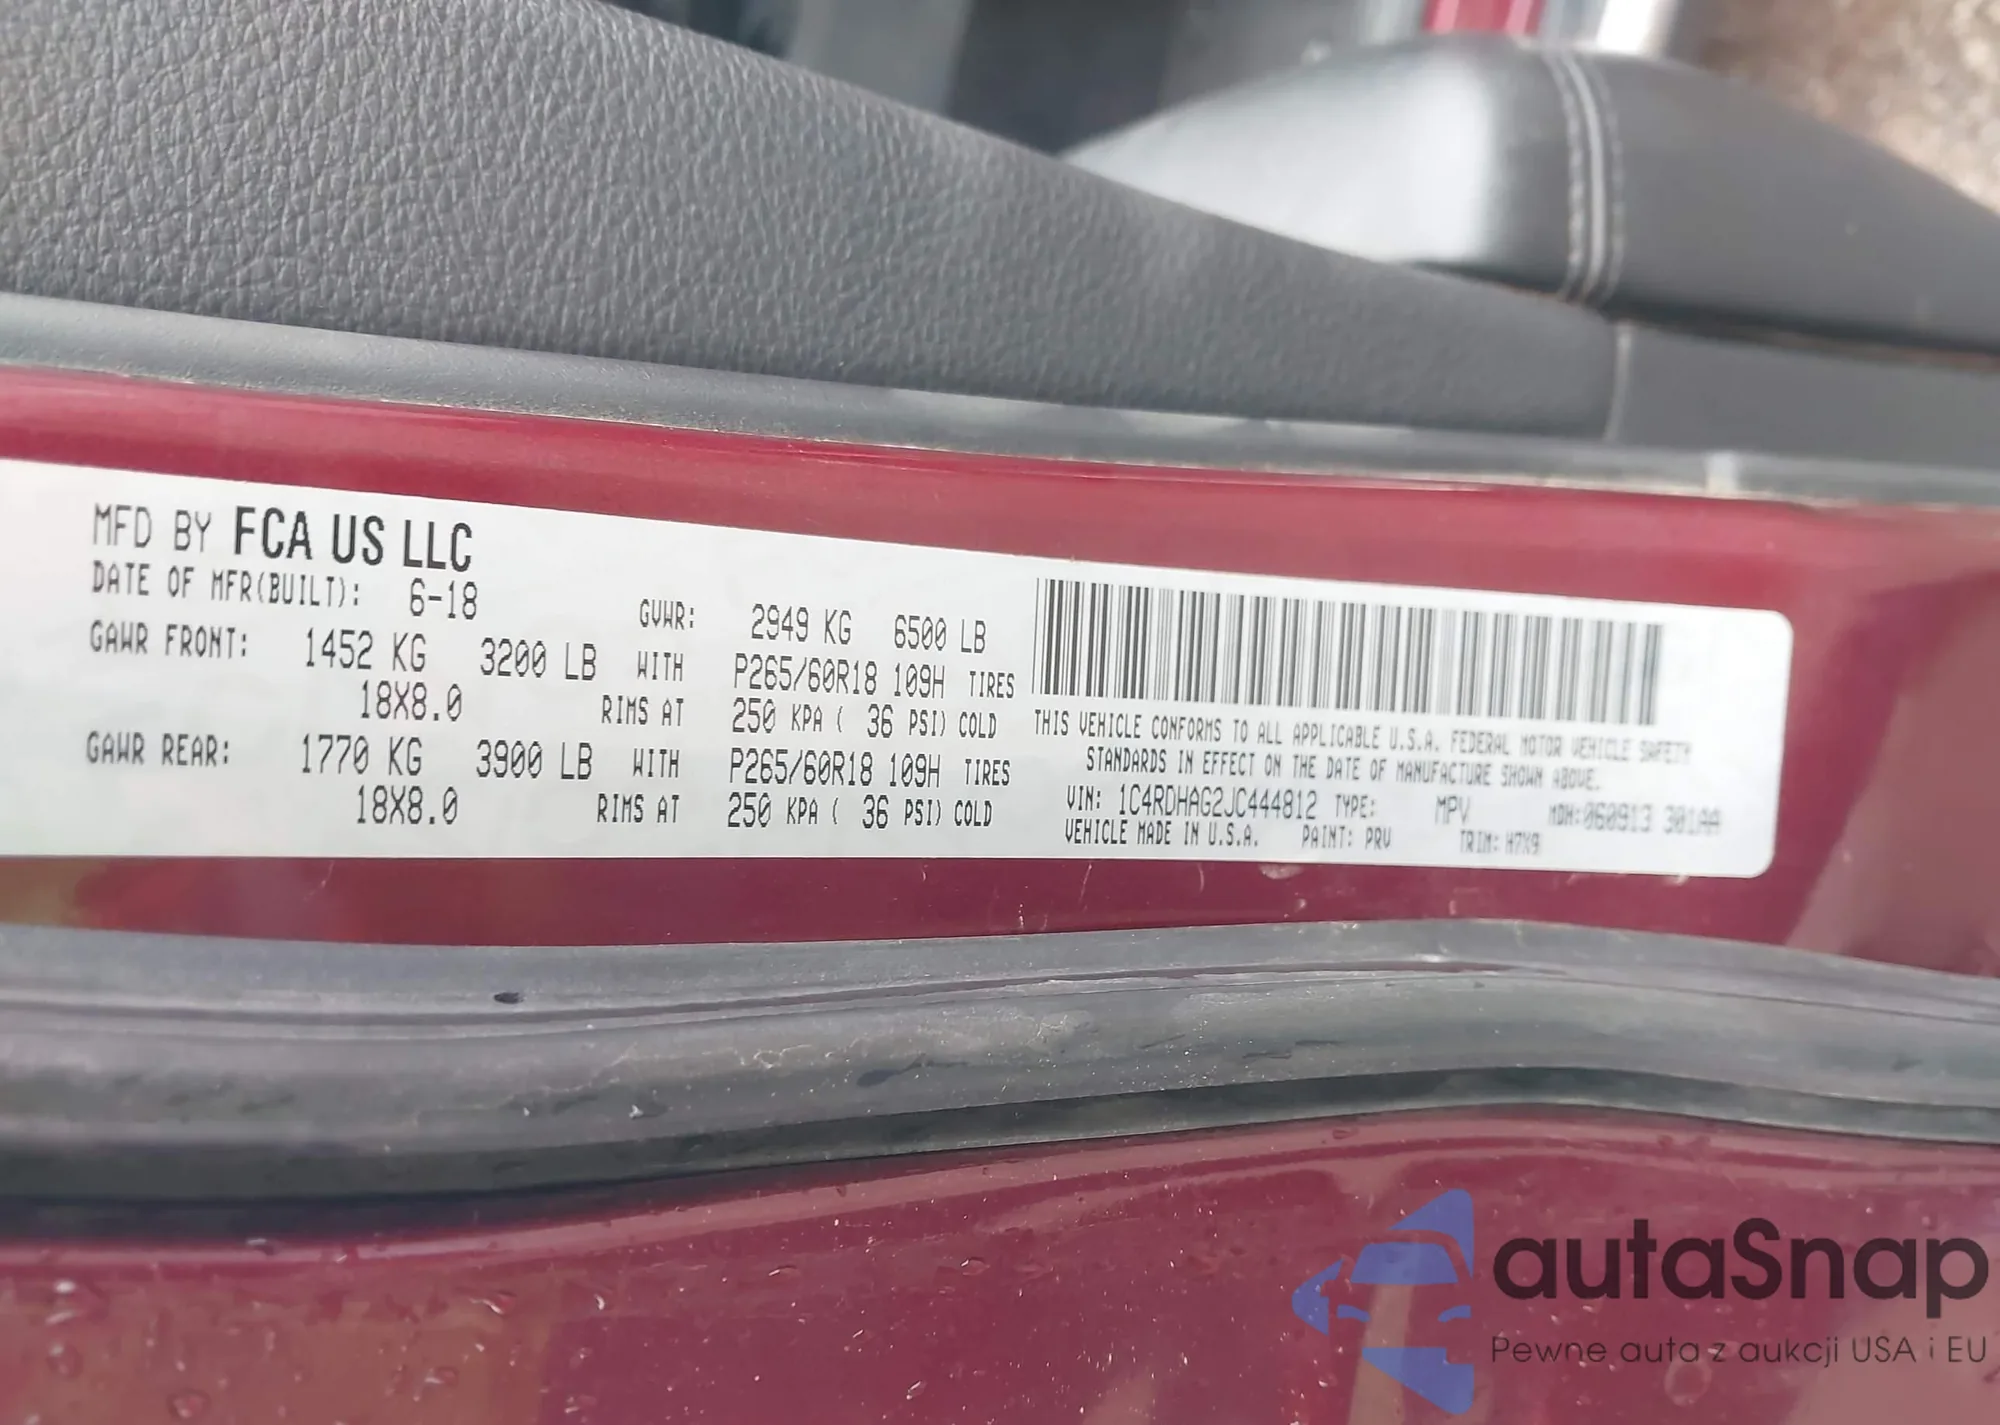 MFD BY FCA US LLC
DATE OF MFR(BUILT): 6-18 GVWR: 2949 KG 6500 LB
GAWR FRONT: 1452 KG 3200 LB WITH P265/60R18 109H TIRES
18X8.0 RIMS AT 250 KPA ( 36 PSI) COLD
GAWR REAR: 1770 KG 3900 LB WITH P265/60R18 109H TIRES
18X8.0 RIMS AT 250 KPA ( 36 PSI) COLD
THIS VEHICLE CONFORMS TO ALL APPLICABLE U.S.A. FEDERAL MOTOR VEHICLE SAFETY
STANDARDS IN EFFECT ON THE DATE OF MANUFACTURE SHOWN ABOVE.
VIN: 1C4RDHAG2JC444812 TYPE: MPV MDH:060913 301AA
VEHICLE MADE IN U.S.A. PAINT: PRV TRIM: H7X9
autaSnap
Pewne auta z aukcji USA i EU